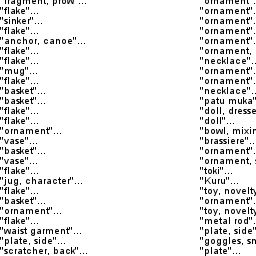 "fragment, prow"...
"flake"...
"sinker"...
"flake"...
"anchor, canoe"...
"flake"...
"flake"...
"mug"...
"flake"...
"basket"...
"basket"...
"flake"...
"flake"...
"ornament"...
"vase"...
"basket"...
"vase"...
"flake"...
"jug, character"...
"flake"...
"basket"...
"ornament"...
"flake"...
"waist garment"...
"plate, side"...
"scratcher, back"...
"ornament"
"ornament".
"ornament".
"ornament".
"ornament".
"ornament,
"necklace"..
"ornament".
"ornament".
"necklace"..
"patu muka"
"doll,
"doll"...
"bowl,
"brassiere"..
"ornament".
"ornament,
"toki"...
"Kuru"...
"toy, novelty
"ornament".
"toy, novelty
"metal rod".
"plate, side"
"goggles,
"plate"...